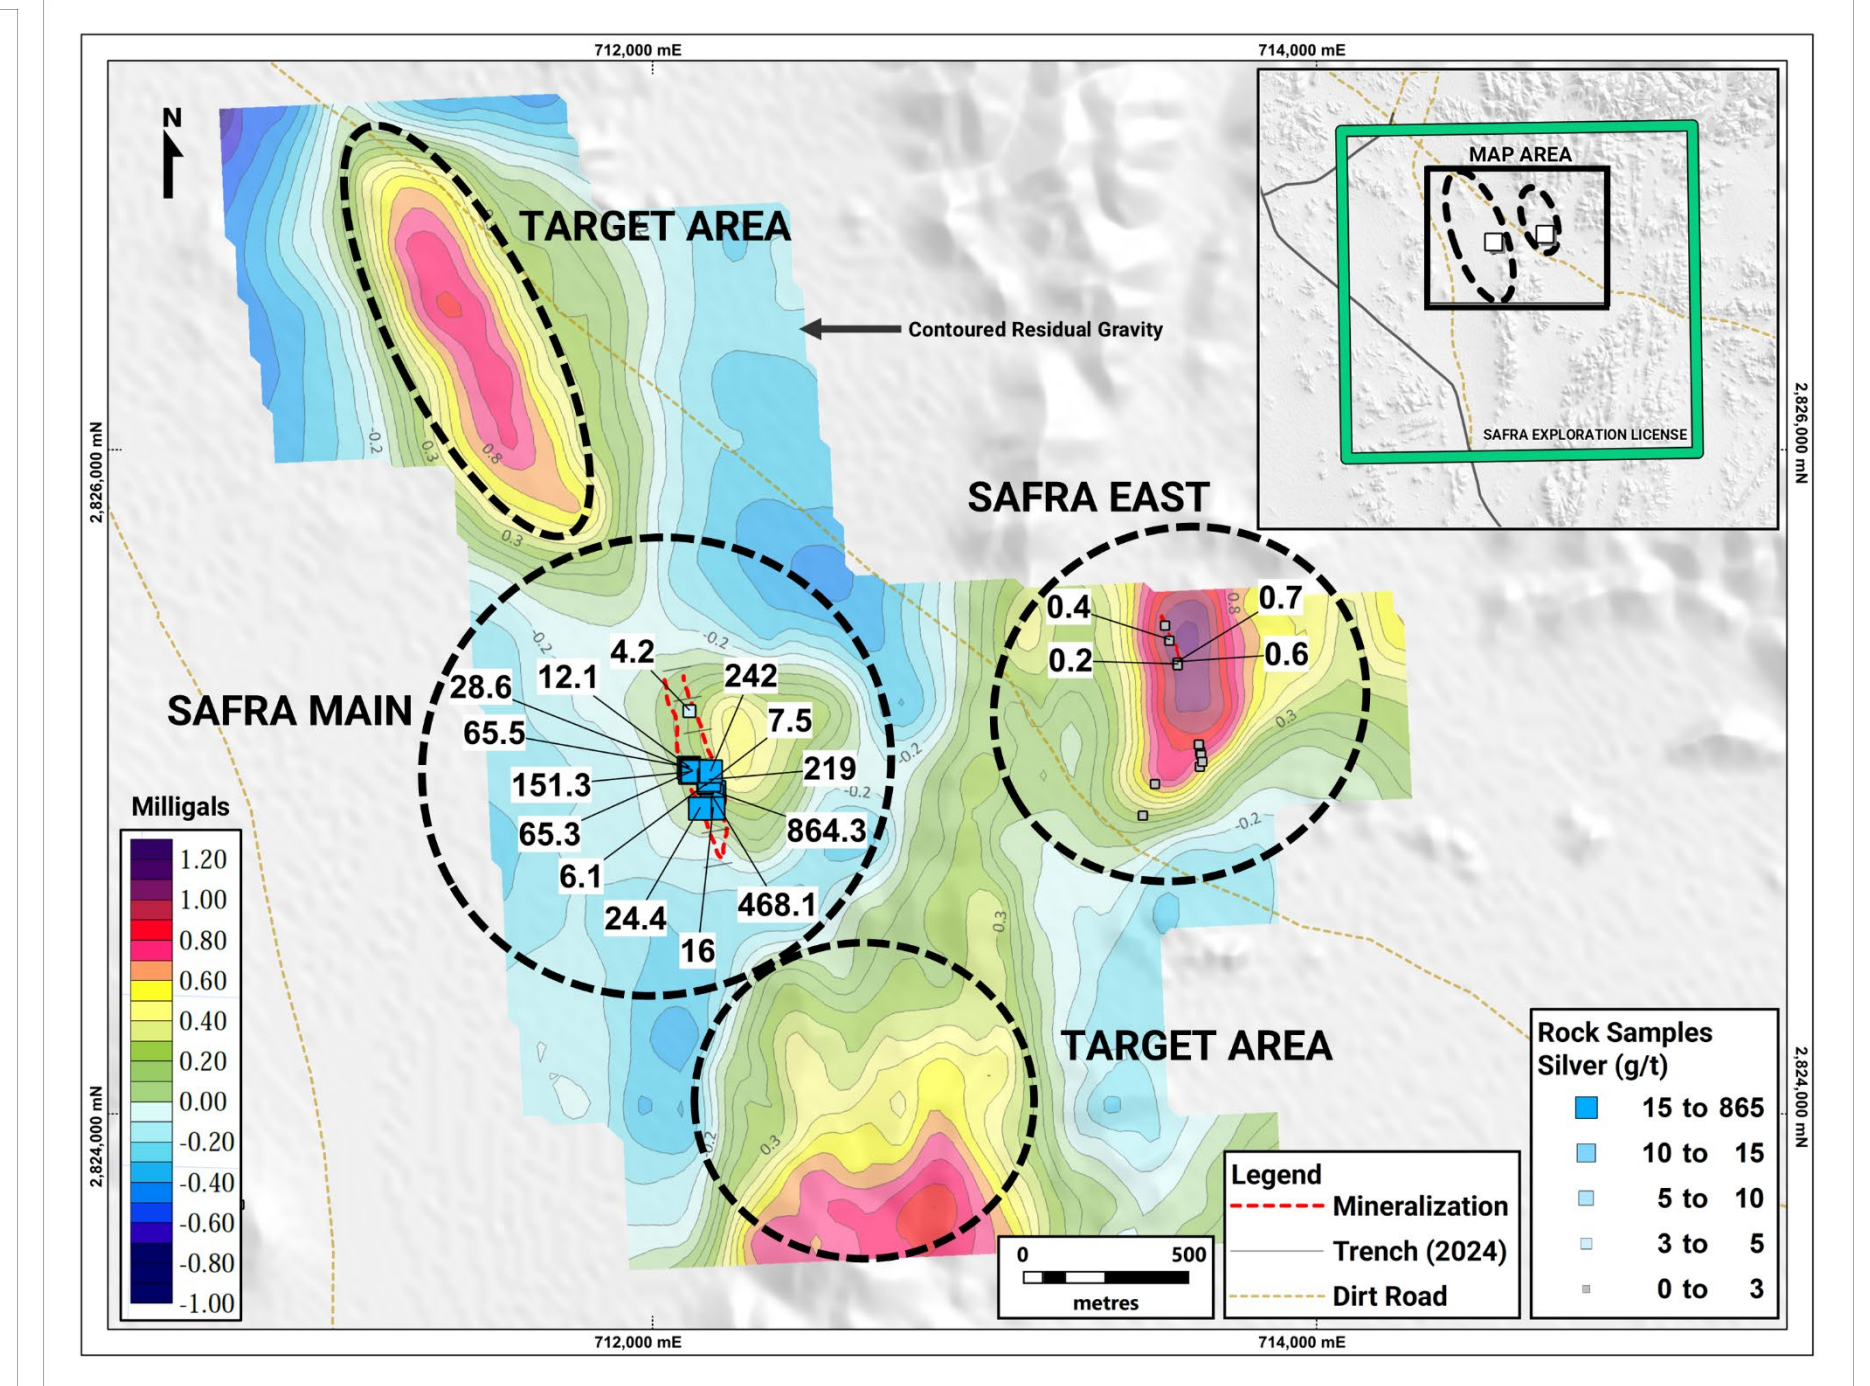 712,000 mE
714,000 mE
N
MAP AREA
SAFRA EXPLORATION LICENSE
TARGET AREA
Contoured Residual Gravity
2,826,000 mN
2,826,000 mN
-0.2
0.3
0.8
0.3
SAFRA EAST
0.4
0.7
0.8
0.2
0.6
0.3
-0.2
SAFRA MAIN
-0.2
-0.2
4.2
12.1
242
28.6
7.5
65.5
219
-0.2
151.3
-0.2
65.3
864.3
6.1
24.4
468.1
16
0.3
TARGET AREA
-0.2
0.3
Milligals
1.20
1.00
0.80
0.60
0.40
0.20
0.00
-0.20
-0.40
-0.60
-0.80
-1.00
2,824,000 mN
2,824,000 mN
0 500
metres
Legend
Mineralization
Trench (2024)
Dirt Road
Rock Samples
Silver (g/t)
15 to 865
10 to 15
5 to 10
3 to 5
0 to 3
712,000 mE
714,000 mE